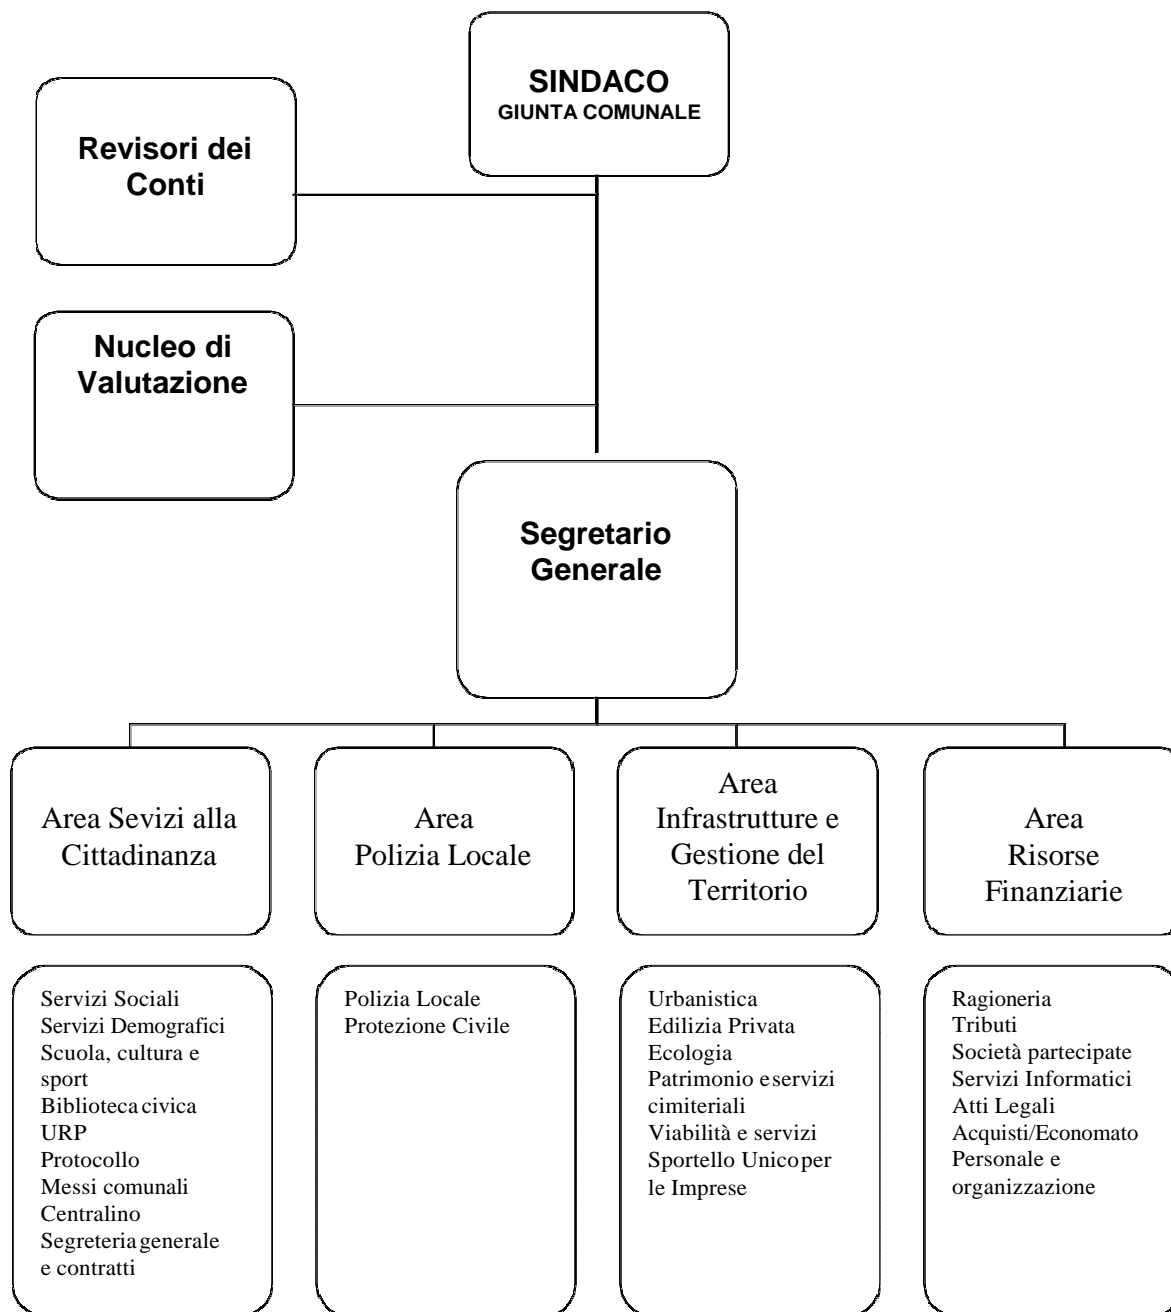 SINDACO
GIUNTA COMUNALE
Revisori dei
Conti
Nucleo di
Valutazione
Segretario
Generale
Area Sevizi alla
Cittadinanza
Area
Polizia Locale
Area
Infrastrutture e
Gestione del
Territorio
Area
Risorse
Finanziarie
Servizi Sociali
Servizi Demografici
Scuola, cultura e
sport
Biblioteca civica
URP
Protocollo
Messi comunali
Centralino
Segreteria generale
e contratti
Polizia Locale
Protezione Civile
Urbanistica
Edilizia Privata
Ecologia
Patrimonio e servizi
cimiteriali
Viabilità e servizi
Sportello Unico per
le Imprese
Ragioneria
Tributi
Società partecipate
Servizi Informatici
Atti Legali
Acquisti/Economato
Personale e
organizzazione